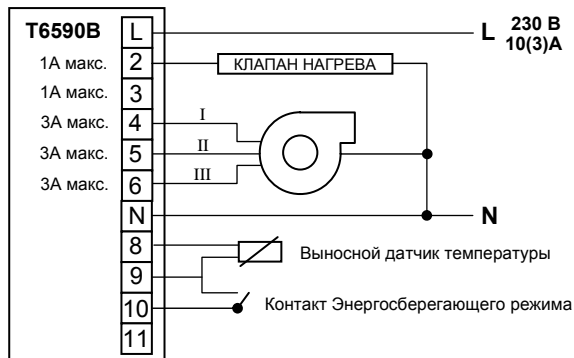 T6590B L L 230 В
10(3)А
1А макс. 2 КЛАПАН НАГРЕВА
1А макс. 3
3А макс. 4 I
3А макс. 5 II
3А макс. 6 III
N N
8 Выносной датчик температуры
9
10 Контакт Энергосберегающего режима
11